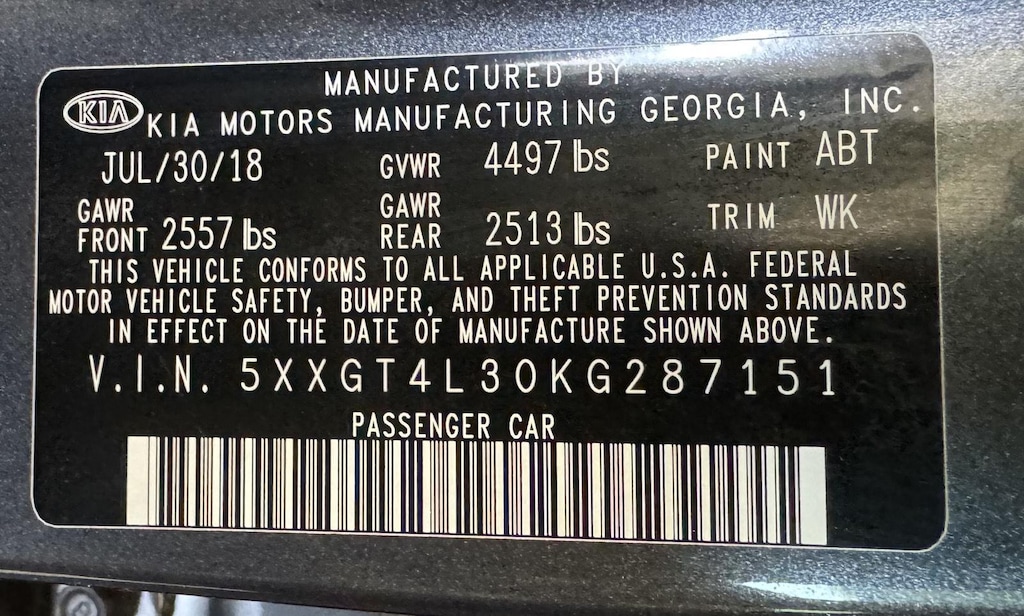 MANUFACTURED BY
KIA KIA MOTORS MANUFACTURING GEORGIA, INC.
JUL/30/18 GVWR 4497 lbs PAINT ABT
GAWR FRONT 2557 lbs GAWR REAR 2513 lbs TRIM WK
THIS VEHICLE CONFORMS TO ALL APPLICABLE U.S.A. FEDERAL
MOTOR VEHICLE SAFETY, BUMPER, AND THEFT PREVENTION STANDARDS
IN EFFECT ON THE DATE OF MANUFACTURE SHOWN ABOVE.
V.I.N. 5XXGT4L30KG287151
PASSENGER CAR